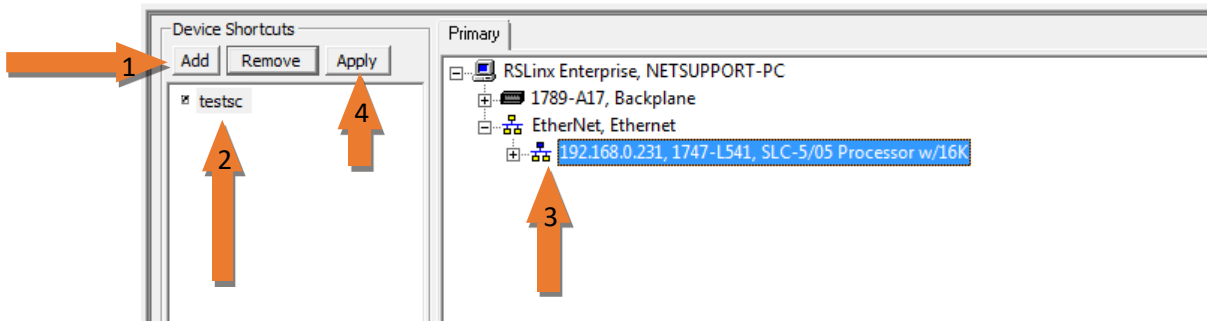 Device Shortcuts
Add Remove Apply
testsc
Primary
RSLinx Enterprise, NETSUPPORT-PC
1789-A17, Backplane
EtherNet, Ethernet
192.168.0.231, 1747-L541, SLC-5/05 Processor w/16K
1
2
3
4